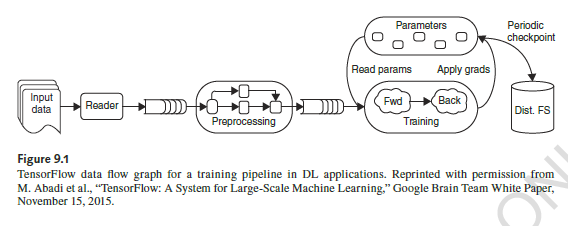 Parameters
Periodic
checkpoint
Read params
Apply grads
Input
data
Reader
Preprocessing
Fwd
Back
Training
Dist. FS
Figure 9.1
TensorFlow data flow graph for a training pipeline in DL applications. Reprinted with permission from
M. Abadi et al., “TensorFlow: A System for Large-Scale Machine Learning,” Google Brain Team White Paper,
November 15, 2015.